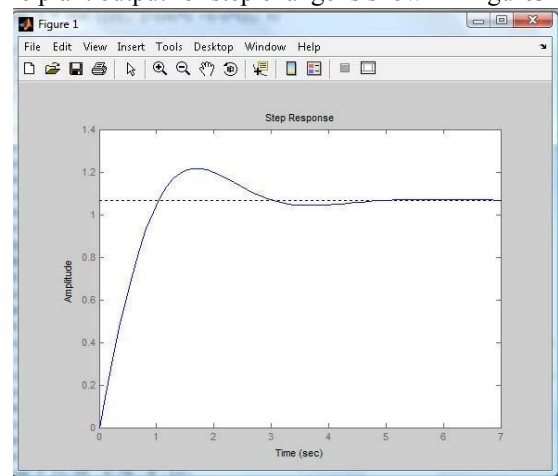 Figure 1
File Edit View Insert Tools Desktop Window Help
Step Response
1.4
1.2
1
0.8
0.6
0.4
0.2
0
Amplitude
0 1 2 3 4 5 6 7
Time (sec)